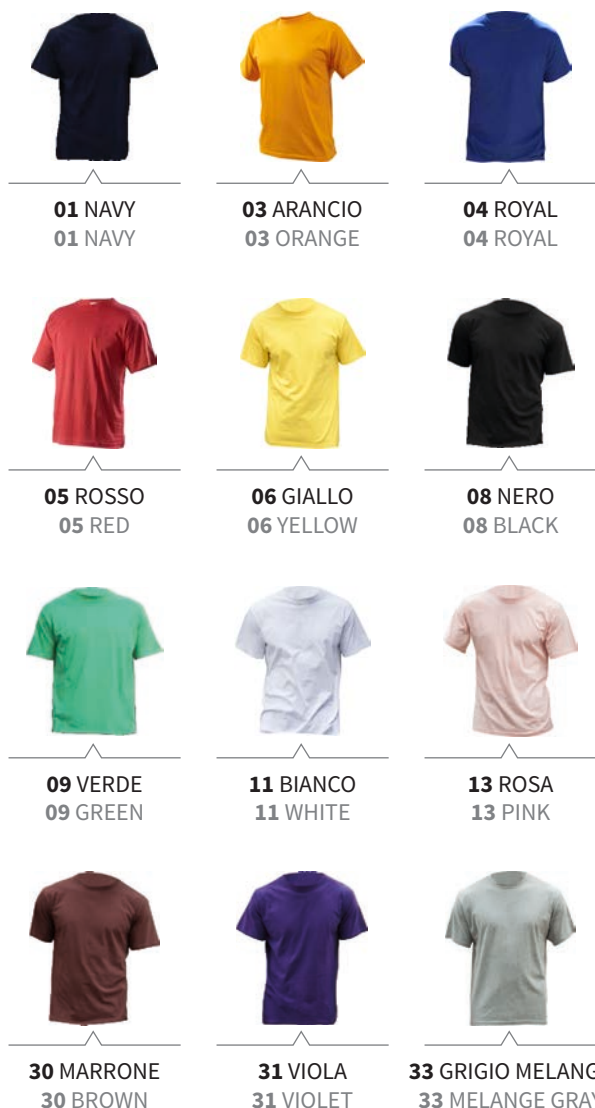 01 NAVY
01 NAVY
03 ARANCIO
03 ORANGE
04 ROYAL
04 ROYAL
05 ROSSO
05 RED
06 GIALLO
06 YELLOW
08 NERO
08 BLACK
09 VERDE
09 GREEN
11 BIANCO
11 WHITE
13 ROSA
13 PINK
30 MARRONE
30 BROWN
31 VIOLA
31 VIOLET
33 GRIGIO MELANG
33 MELANGE GRAY